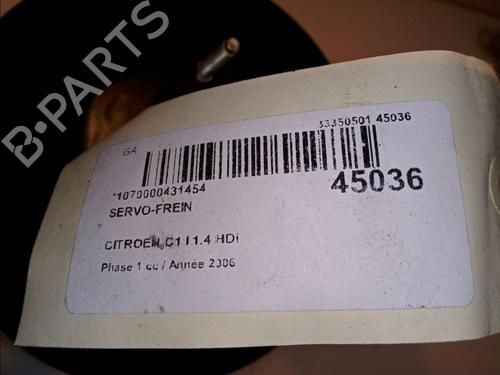 B-PARTS
GA
33350501 45036
*1070000431454
45036
SERVO-FREIN
CITROEN C1 I 1.4 HDi
Phase 1 cc / Année 2006